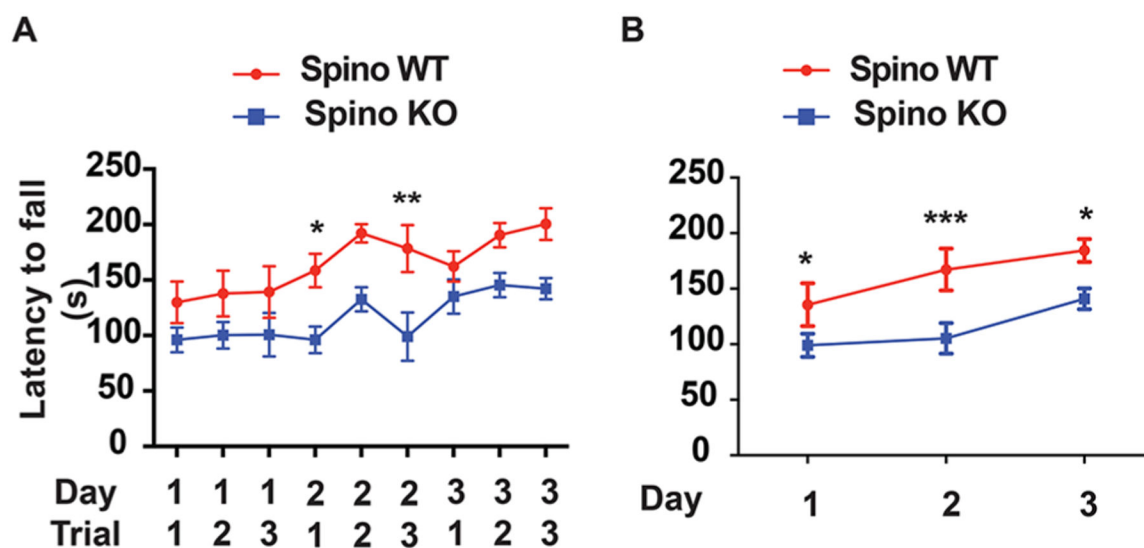 A
Spino WT
Spino KO
Latency to fall
(s)
250
200
150
100
50
0
*
**
Day 1 1 1 2 2 2 3 3 3
Trial 1 2 3 1 2 3 1 2 3
B
Spino WT
Spino KO
250
200
150
100
50
0
*
***
*
Day 1 2 3